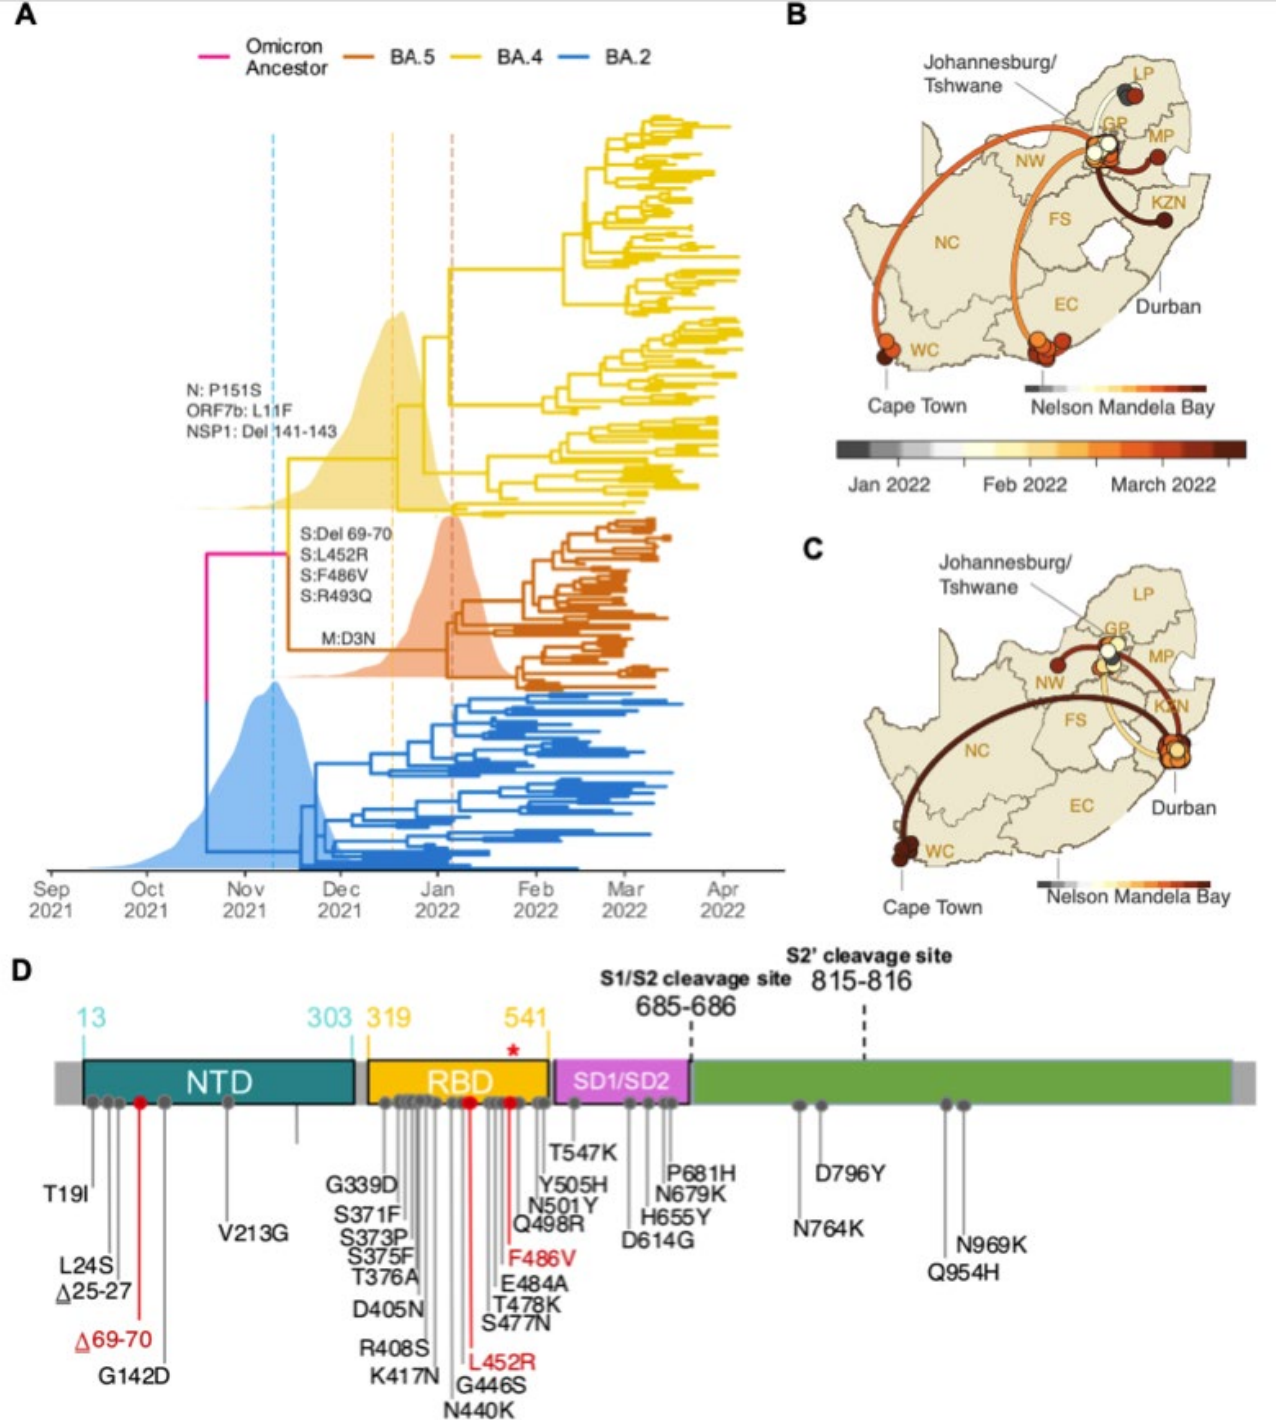 A
Omicron
Ancestor
BA.5
BA.4
BA.2
N: P151S
ORF7b: L11F
NSP1: Del 141-143
S:Del 69-70
S:L452R
S:F486V
S:R493Q
M:D3N
Sep
2021
Oct
2021
Nov
2021
Dec
2021
Jan
2022
Feb
2022
Mar
2022
Apr
2022
B
Johannesburg/
Tshwane
LP
GP
MP
NW
KZN
FS
NC
EC
WC
Durban
Cape Town
Nelson Mandela Bay
Jan 2022
Feb 2022
March 2022
C
Johannesburg/
Tshwane
LP
GP
MP
NW
KZN
FS
NC
EC
WC
Durban
Cape Town
Nelson Mandela Bay
D
S1/S2 cleavage site
685-686
S2' cleavage site
815-816
13
303
319
541
*
NTD
RBD
SD1/SD2
T19I
L24S
Δ25-27
Δ69-70
G142D
V213G
G339D
S371F
S373P
S375F
T376A
D405N
R408S
K417N
N440K
G446S
L452R
S477N
T478K
E484A
F486V
Q498R
N501Y
Y505H
T547K
D614G
H655Y
N679K
P681H
N764K
D796Y
Q954H
N969K